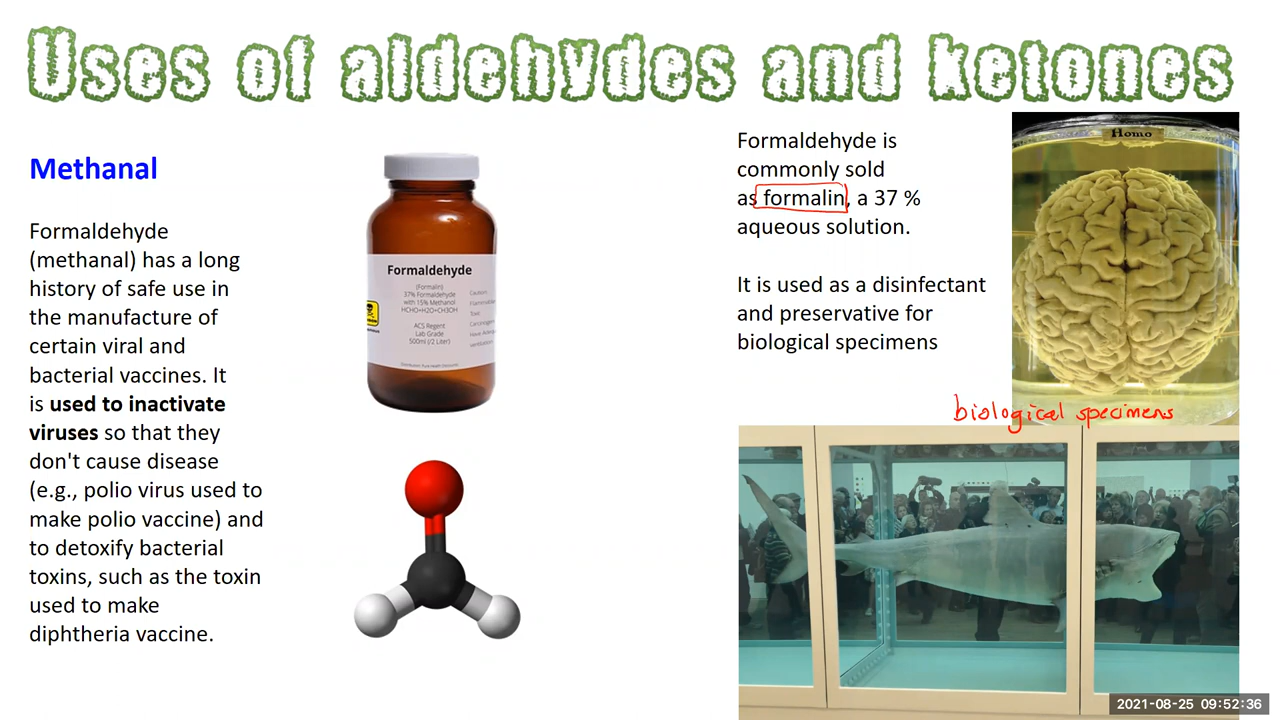 Uses of aldehydes and ketones
Methanal
Formaldehyde
(methanal) has a long
history of safe use in
the manufacture of
certain viral and
bacterial vaccines. It
is used to inactivate
viruses so that they
don't cause disease
(e.g., polio virus used to
make polio vaccine) and
to detoxify bacterial
toxins, such as the toxin
used to make
diphtheria vaccine.
Formaldehyde
(Formalin)
37% Formaldehyde
with 15% Methanol
HCHO+H2O+CH3OH
ACS Regent
Lab Grade
500ml (/2 Liter)
Formaldehyde is
commonly sold
as formalin, a 37 %
aqueous solution.
It is used as a disinfectant
and preservative for
biological specimens
Homo
biological specimens
2021-08-25 09:52:36